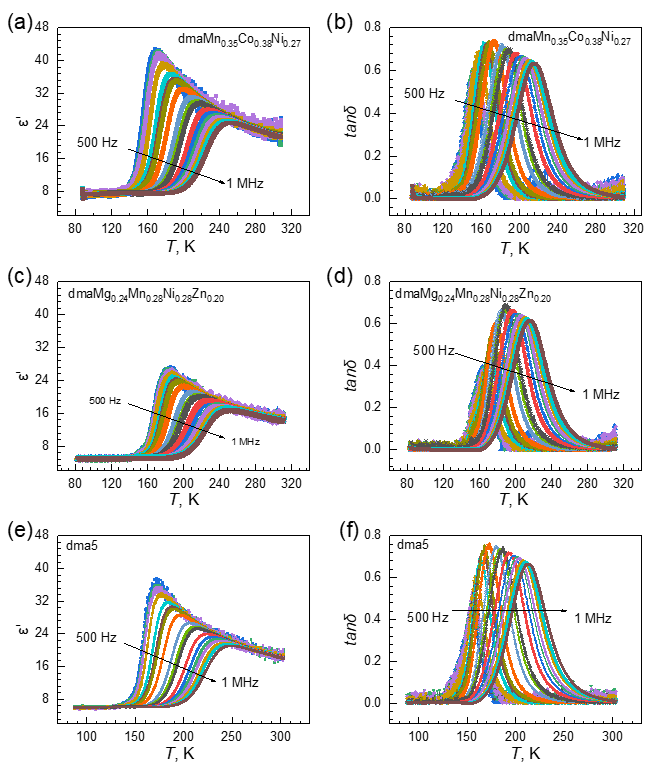 (a)
dmaMn0.35Co0.38Ni0.27
48
40
32
24
16
8
ε'
500 Hz
1 MHz
80 120 160 200 240 280 320
T, K
(b)
dmaMn0.35Co0.38Ni0.27
0.8
0.6
0.4
0.2
0.0
tanδ
500 Hz
1 MHz
80 120 160 200 240 280 320
T, K
(c)
dmaMg0.24Mn0.28Ni0.28Zn0.20
48
40
32
24
16
8
ε'
500 Hz
1 MHz
80 120 160 200 240 280 320
T, K
(d)
dmaMg0.24Mn0.28Ni0.28Zn0.20
0.8
0.6
0.4
0.2
0.0
tanδ
500 Hz
1 MHz
80 120 160 200 240 280 320
T, K
(e)
dma5
48
40
32
24
16
8
ε'
500 Hz
1 MHz
100 150 200 250 300
T, K
(f)
dma5
0.8
0.6
0.4
0.2
0.0
tanδ
500 Hz
1 MHz
100 150 200 250 300
T, K